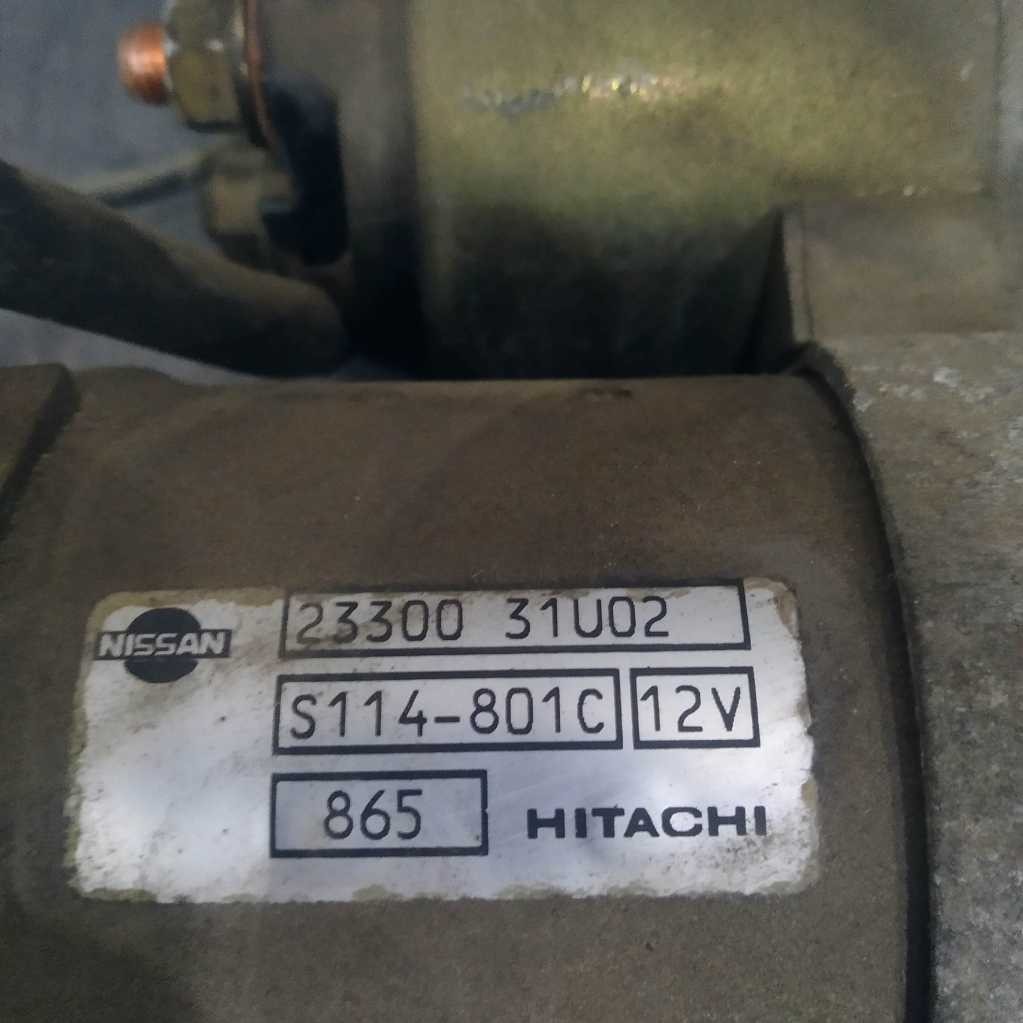 NISSAN 23300 31U02
S114-801C 12V
865 HITACHI